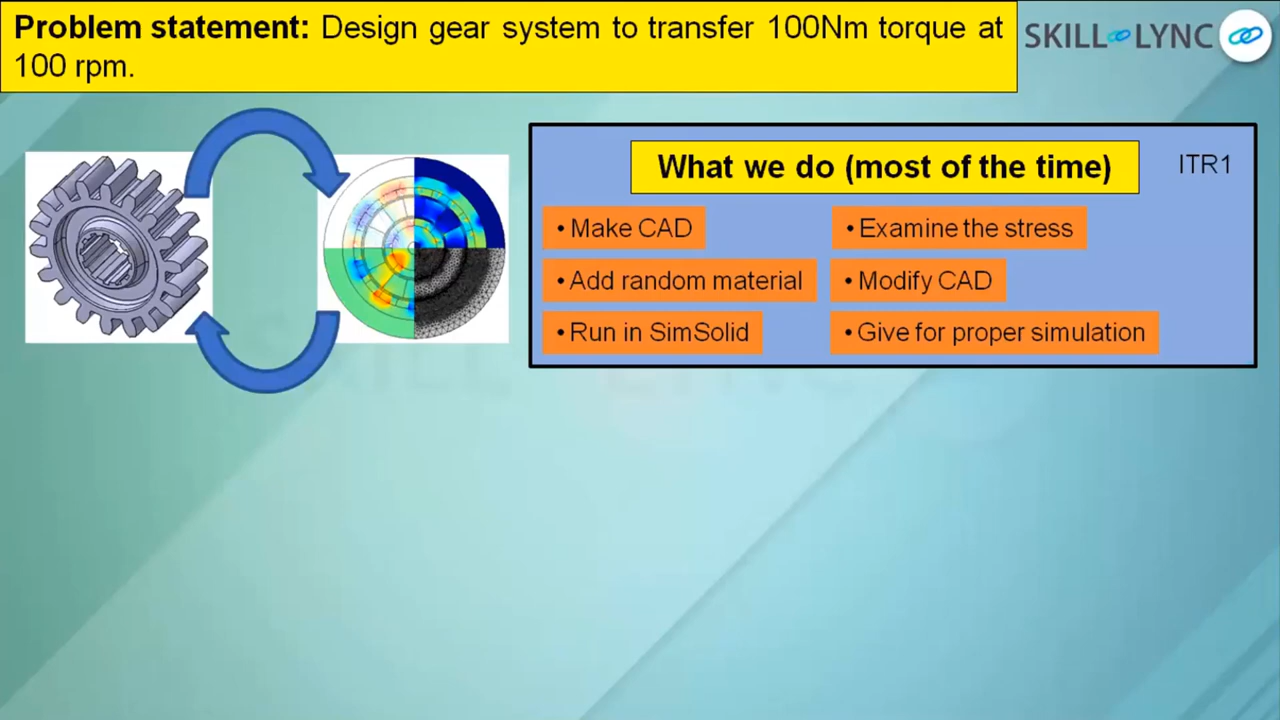 Problem statement: Design gear system to transfer 100Nm torque at
100 rpm.
SKILL LYNC
What we do (most of the time)
ITR1
• Make CAD
• Examine the stress
• Add random material
• Modify CAD
• Run in SimSolid
• Give for proper simulation